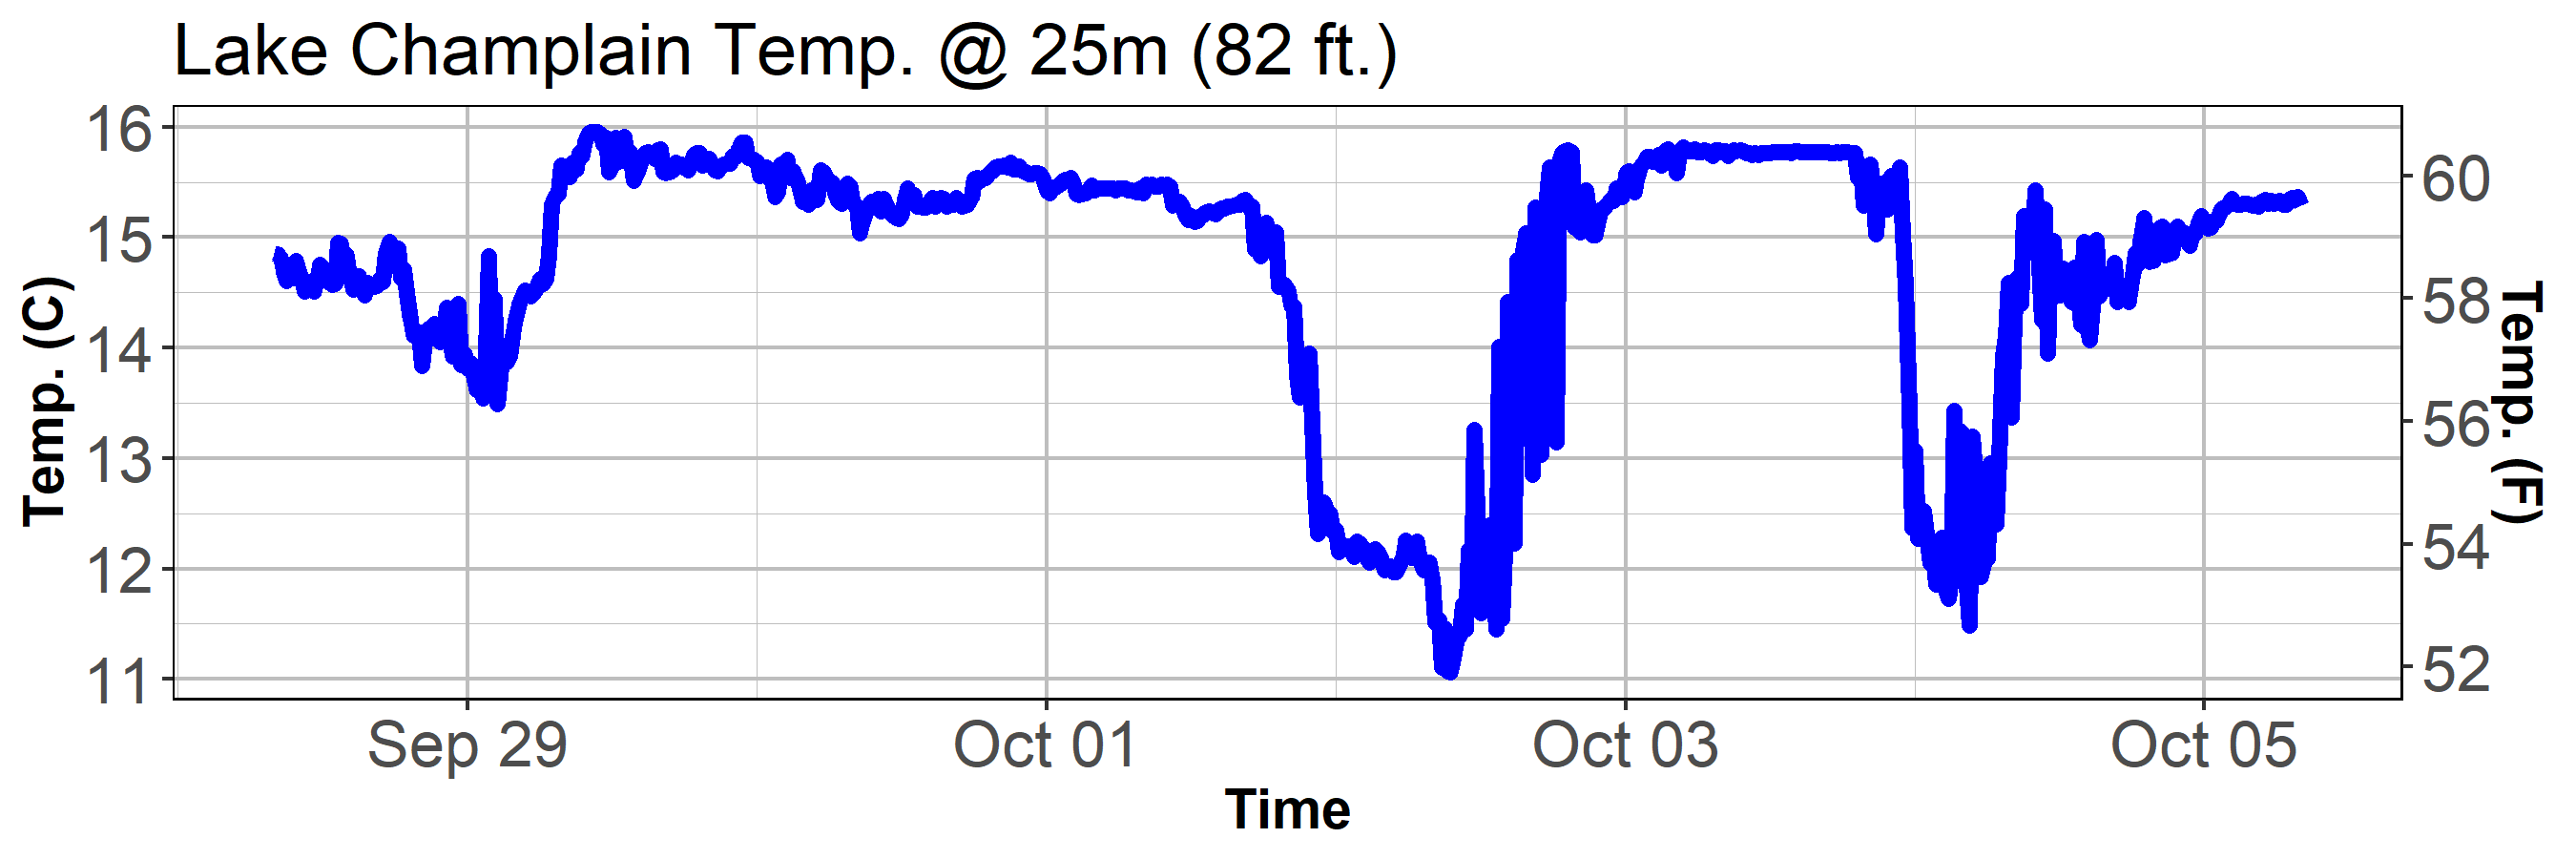 Lake Champlain Temp. @ 25m (82 ft.)
Temp. (C)
16
15
14
13
12
11
60
58
56
54
52
Temp. (F)
Sep 29 Oct 01 Oct 03 Oct 05
Time